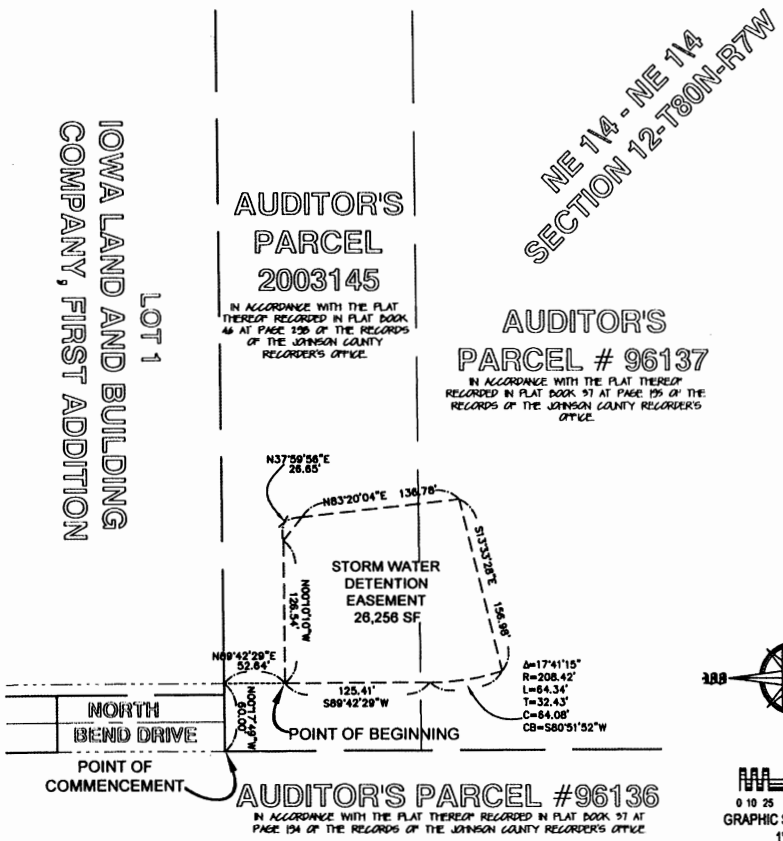 NE 1\4 - NE 1\4
SECTION 12-T80N-R7W
LOT 1
IOWA LAND AND BUILDING
COMPANY, FIRST ADDITION
AUDITOR'S
PARCEL
2003145
IN ACCORDANCE WITH THE PLAT
THEREOF RECORDED IN PLAT BOOK
46 AT PAGE 298 OF THE RECORDS
OF THE JOHNSON COUNTY
RECORDER'S OFFICE
AUDITOR'S
PARCEL # 96137
IN ACCORDANCE WITH THE PLAT THEREOF
RECORDED IN PLAT BOOK 37 AT PAGE 195 OF THE
RECORDS OF THE JOHNSON COUNTY RECORDER'S
OFFICE
N37°59'56"E
26.65'
N83°20'04"E 136.78'
S13°33'28"E
156.98'
STORM WATER
DETENTION
EASEMENT
26,256 SF
N00°10'10"W
126.54'
N89°42'29"E
52.64'
N00°17'49"W
60.00'
125.41'
S89°42'29"W
Δ=17°41'15"
R=208.42'
L=64.34'
T=32.43'
C=64.08'
CB=S80°51'52"W
NORTH
BEND DRIVE
POINT OF BEGINNING
POINT OF
COMMENCEMENT
AUDITOR'S PARCEL #96136
IN ACCORDANCE WITH THE PLAT THEREOF RECORDED IN PLAT BOOK 37 AT
PAGE 194 OF THE RECORDS OF THE JOHNSON COUNTY RECORDER'S OFFICE
0 10 25
GRAPHIC S
1"